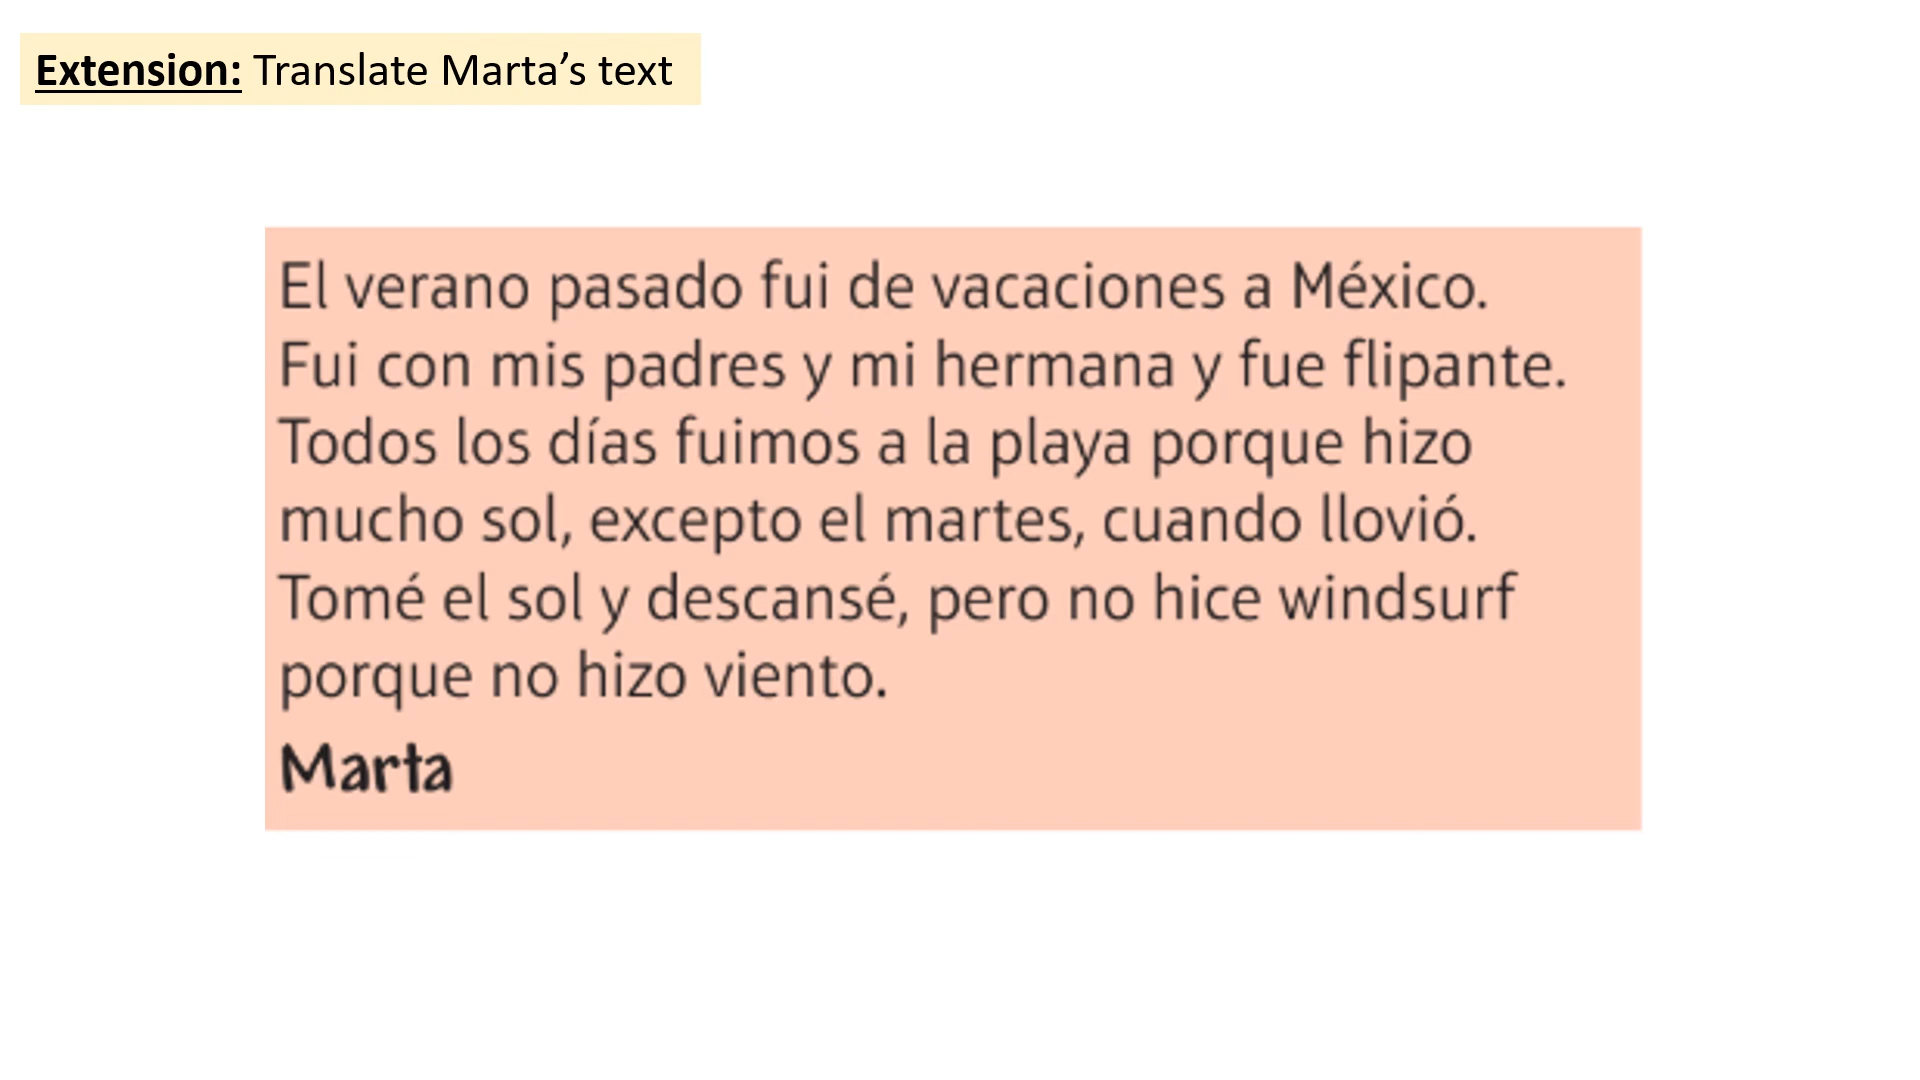 Extension: Translate Marta’s text
El verano pasado fui de vacaciones a México.
Fui con mis padres y mi hermana y fue flipante.
Todos los días fuimos a la playa porque hizo
mucho sol, excepto el martes, cuando llovió.
Tomé el sol y descansé, pero no hice windsurf
porque no hizo viento.
Marta